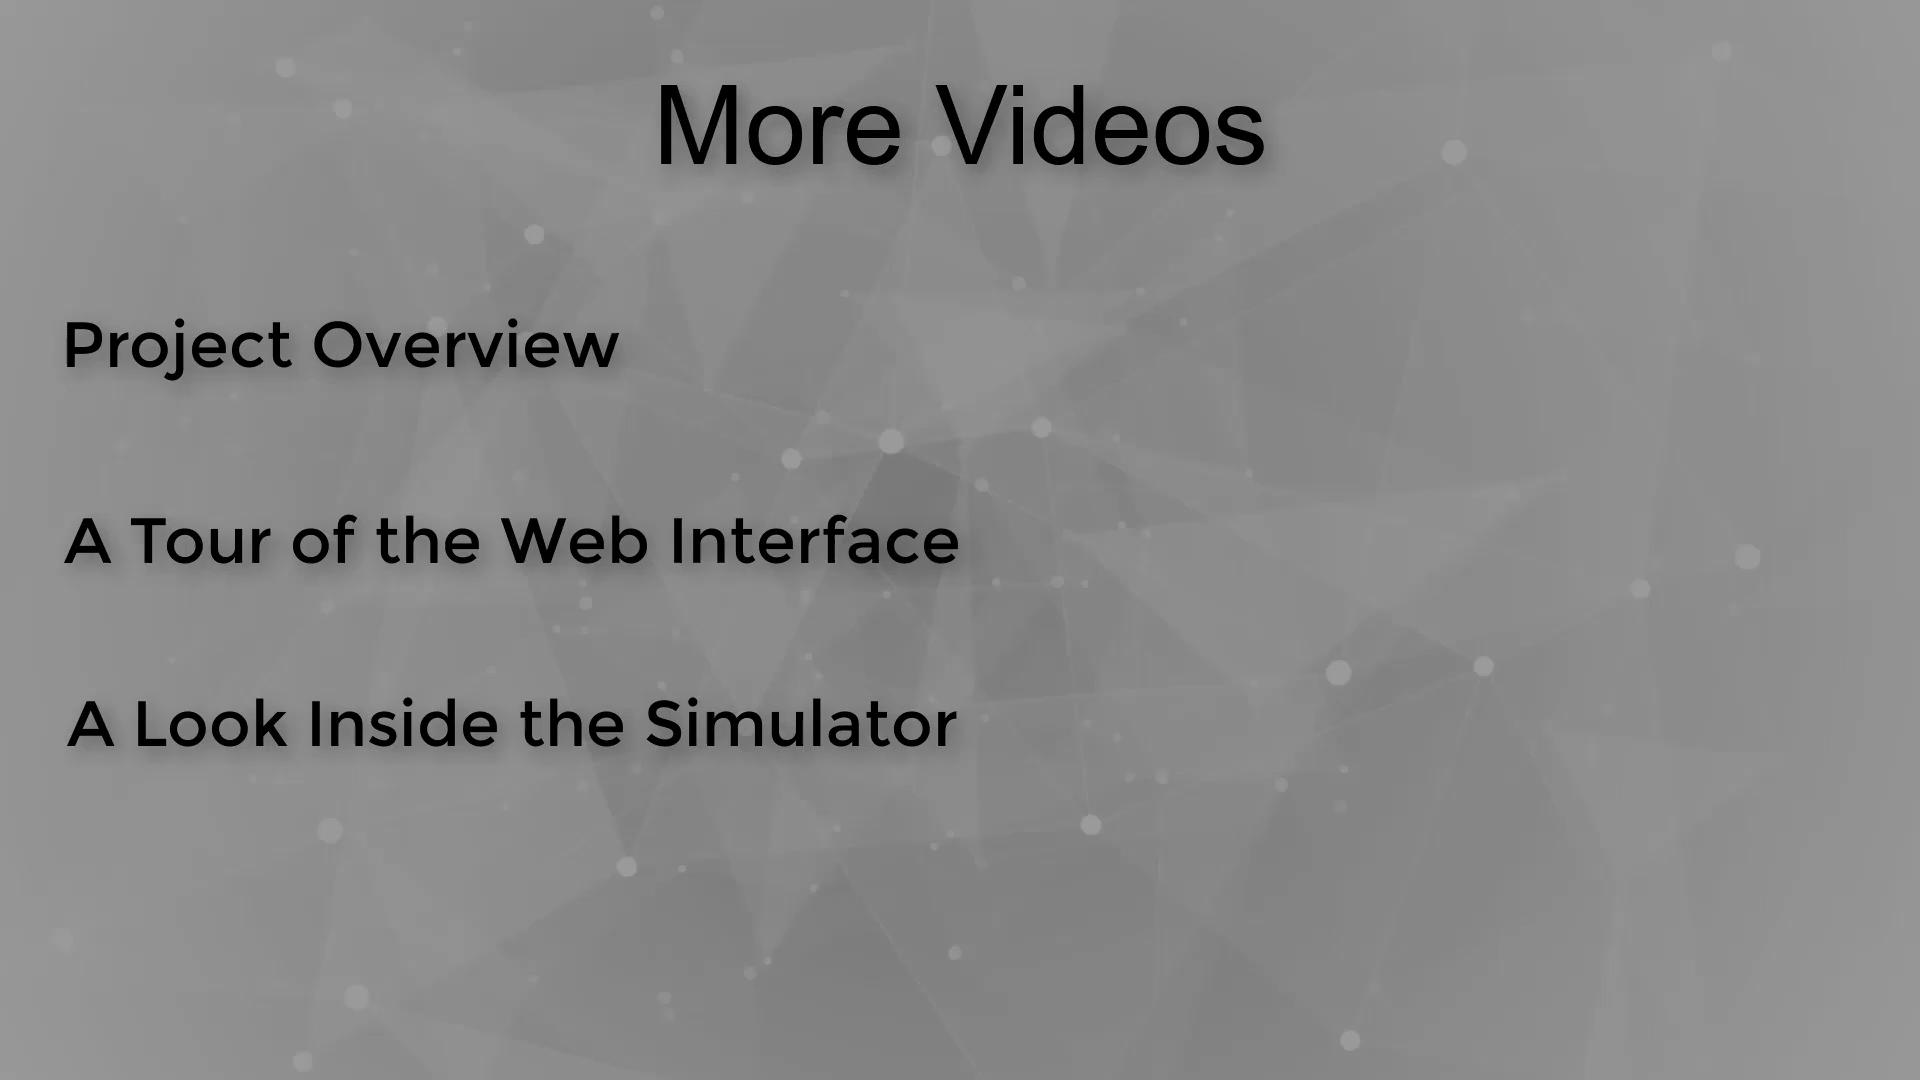 More Videos
Project Overview
A Tour of the Web Interface
A Look Inside the Simulator